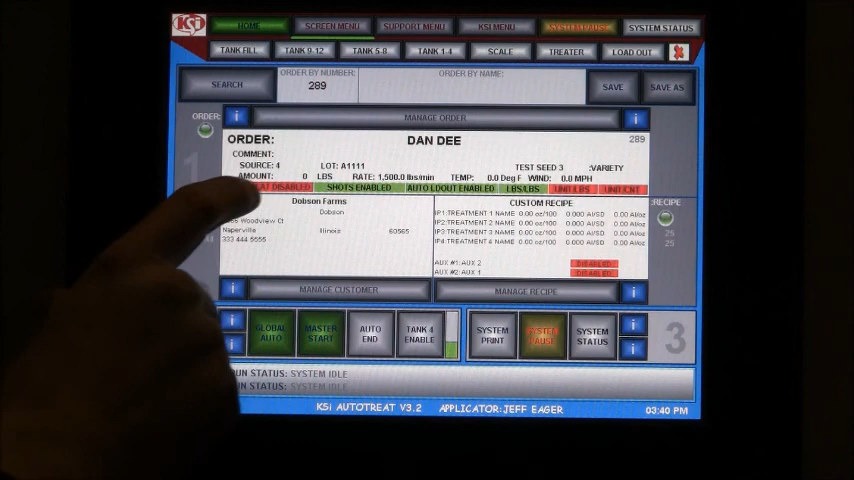 KSi HOME SCREEN MENU SUPPORT MENU KSI MENU SYSTEM PAUSE SYSTEM STATUS
TANK FILL TANK 9-12 TANK 5-8 TANK 1-4 SCALE TREATER LOAD OUT
SEARCH ORDER BY NUMBER: 289 ORDER BY NAME: SAVE SAVE AS
ORDER: i MANAGE ORDER i
ORDER: DAN DEE 289
COMMENT:
SOURCE: 4 LOT: A1111 TEST SEED 3 :VARIETY
AMOUNT: 0 LBS RATE: 1,500.0 lbs/min TEMP: 0.0 Deg F WIND: 0.0 MPH
DISABLED SHOTS ENABLED AUTO LDOUT ENABLED LBS/LBS UNIT/LBS UNIT/CNT
1
Dobson Farms
Dobson
Woodview Ct
Naperville Illinois 60565
333 444 5555
CUSTOM RECIPE
IP1:TREATMENT 1 NAME 0.00 oz/100 0.000 AI/SD 0.00 AI/oz
IP2:TREATMENT 2 NAME 0.00 oz/100 0.000 AI/SD 0.00 AI/oz
IP3:TREATMENT 3 NAME 0.00 oz/100 0.000 AI/SD 0.00 AI/oz
IP4:TREATMENT 4 NAME 0.00 oz/100 0.000 AI/SD 0.00 AI/oz
AUX #1: AUX 2 DISABLED
AUX #2: AUX 1 DISABLED
:RECIPE
25
25
i MANAGE CUSTOMER MANAGE RECIPE i
i GLOBAL AUTO MASTER START AUTO END TANK 4 ENABLE SYSTEM PRINT SYSTEM PAUSE SYSTEM STATUS i 3
i i
UN STATUS: SYSTEM IDLE
UN STATUS: SYSTEM IDLE
KSi AUTOTREAT V3.2 APPLICATOR:JEFF EAGER 03:40 PM